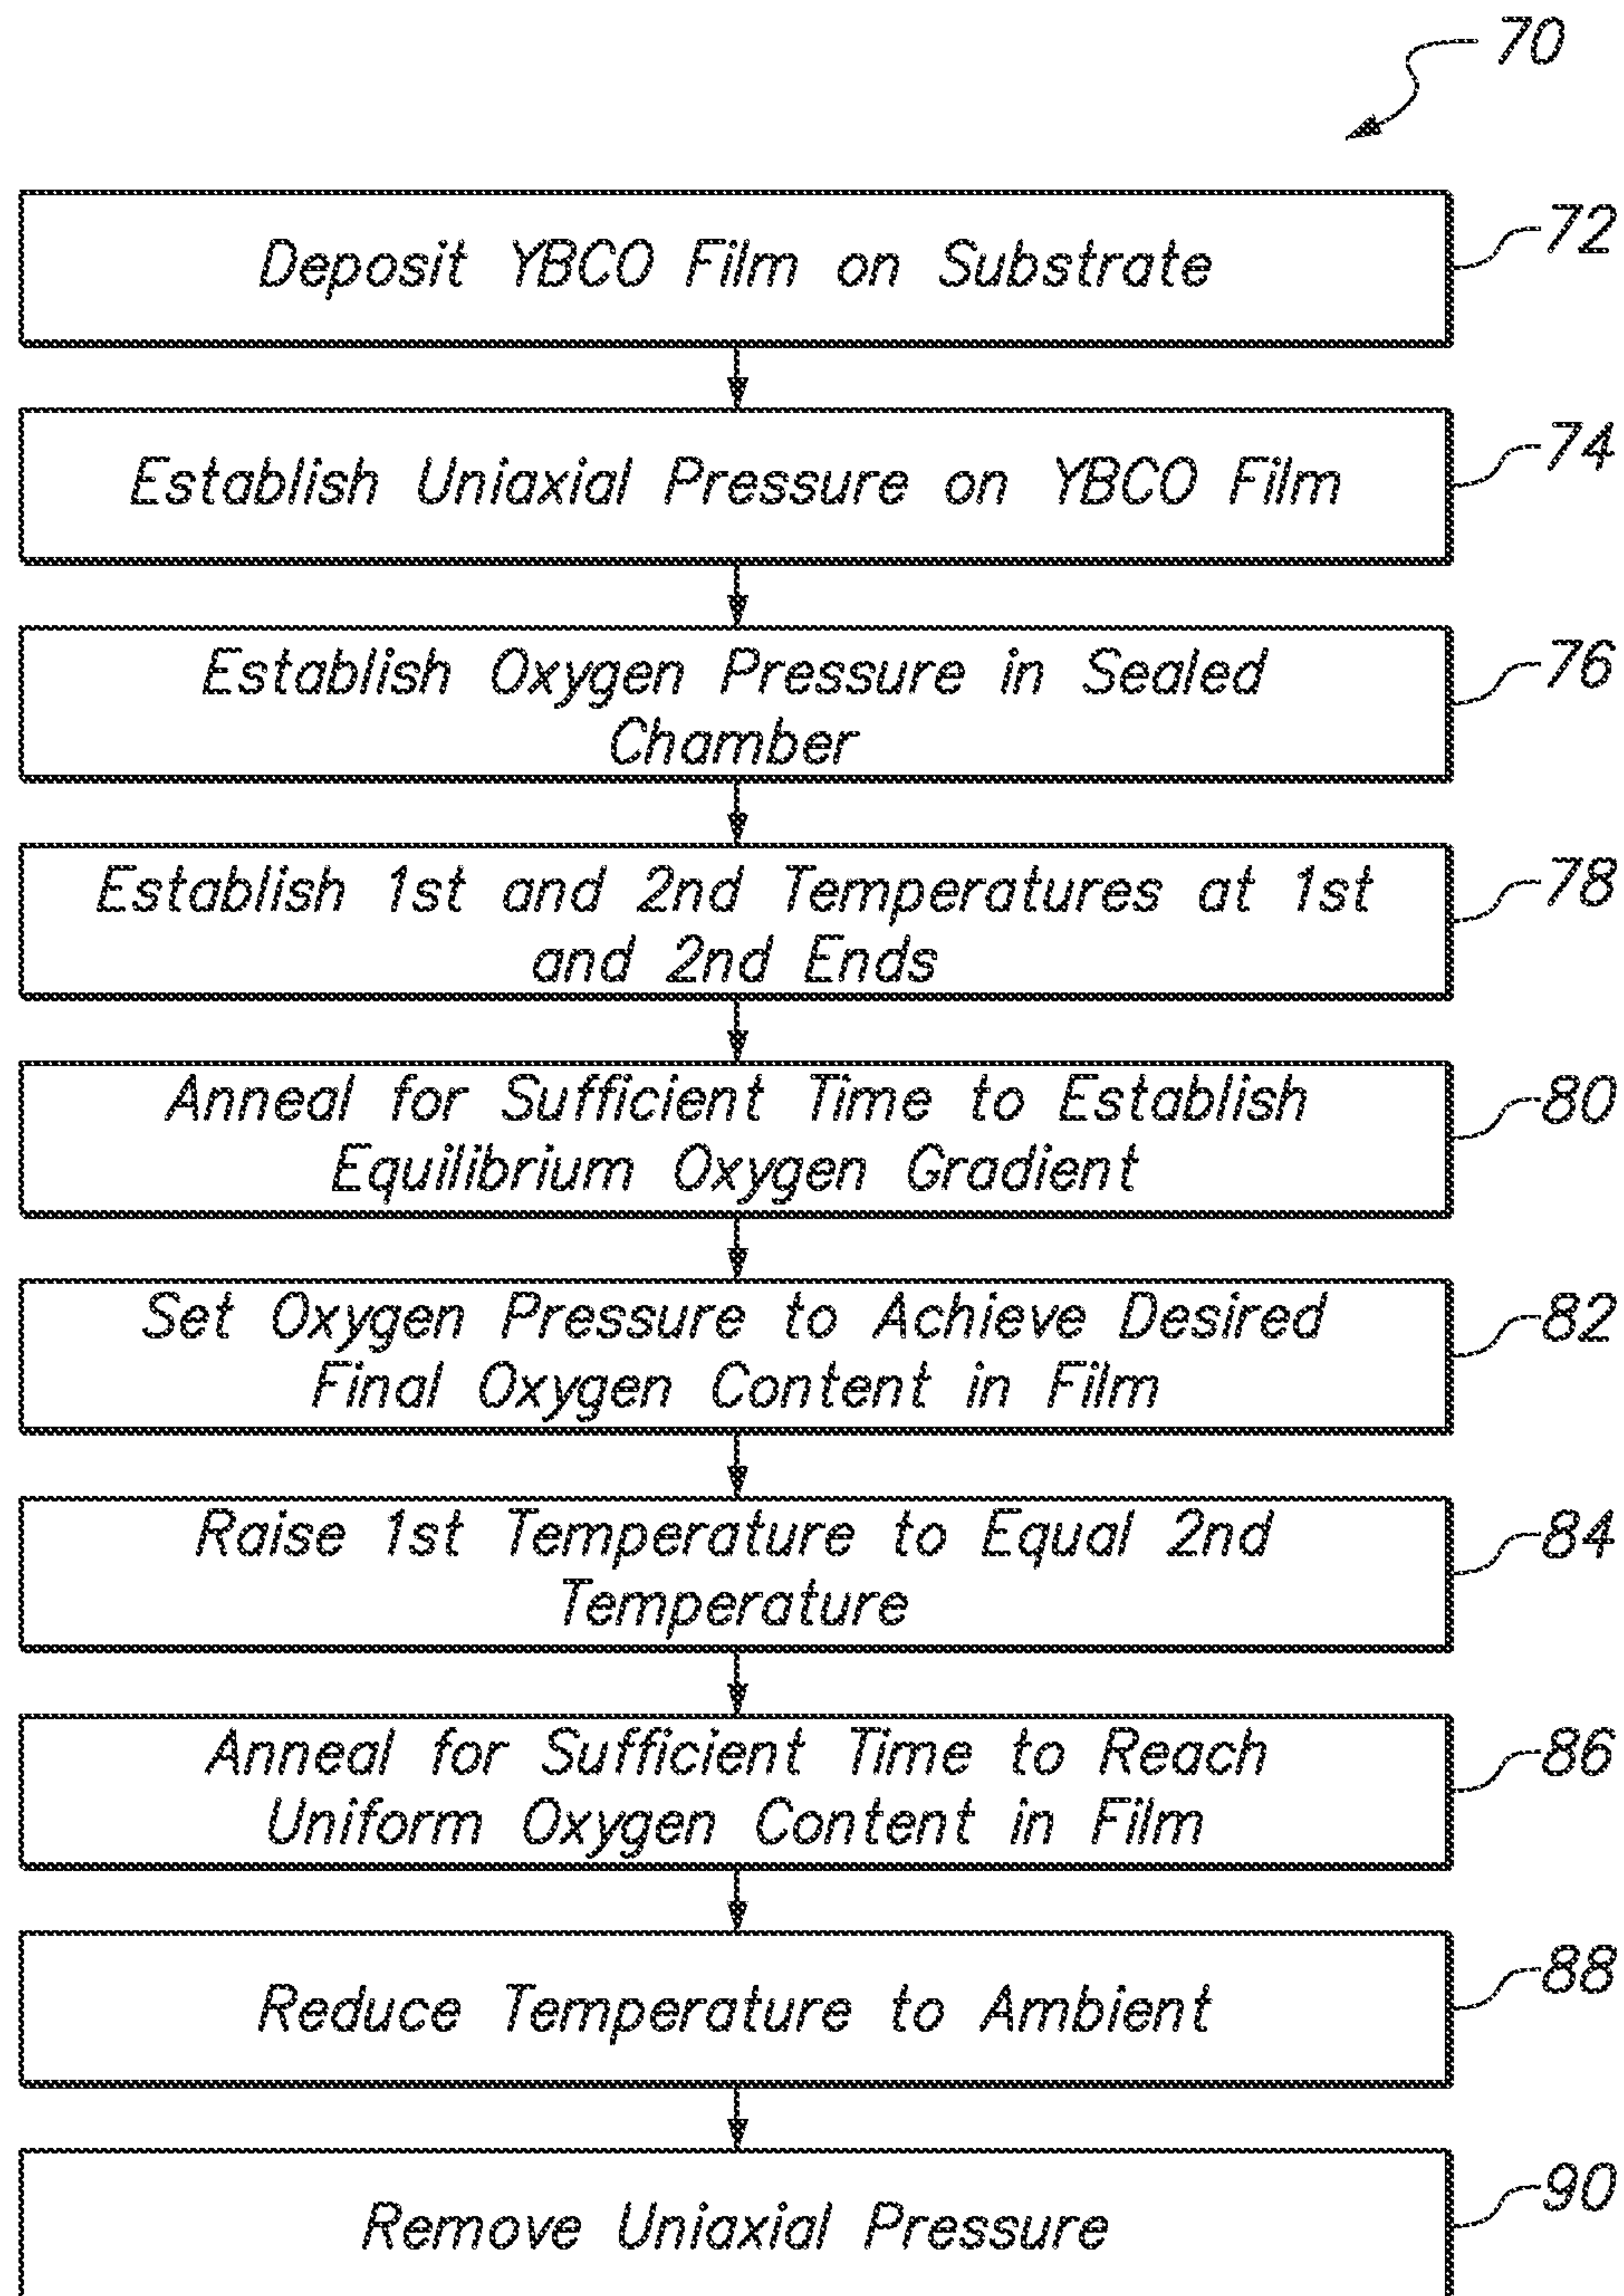 70
Deposit YBCO Film on Substrate
72
Establish Uniaxial Pressure on YBCO Film
74
Establish Oxygen Pressure in Sealed
Chamber
76
Establish 1st and 2nd Temperatures at 1st
and 2nd Ends
78
Anneal for Sufficient Time to Establish
Equilibrium Oxygen Gradient
80
Set Oxygen Pressure to Achieve Desired
Final Oxygen Content in Film
82
Raise 1st Temperature to Equal 2nd
Temperature
84
Anneal for Sufficient Time to Reach
Uniform Oxygen Content in Film
86
Reduce Temperature to Ambient
88
Remove Uniaxial Pressure
90